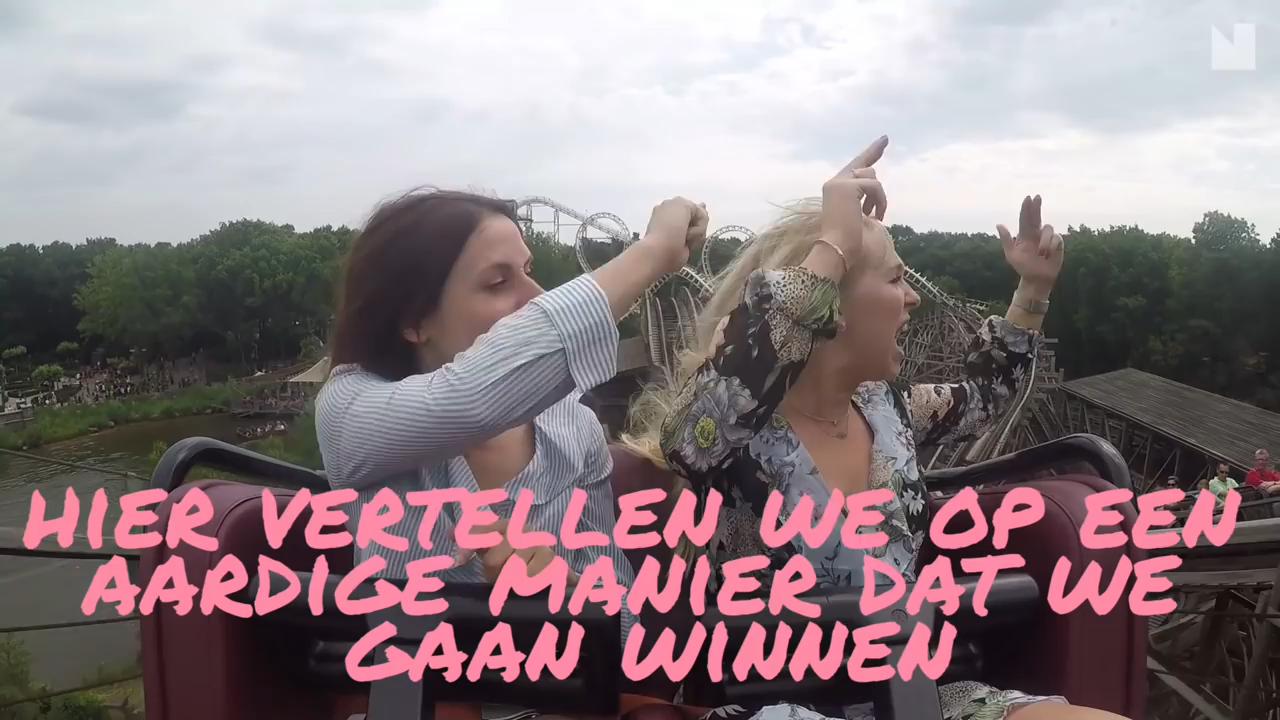 HIER VERTELLEN WE OP EEN
AARDIGE MANIER DAT WE
GAAN WINNEN